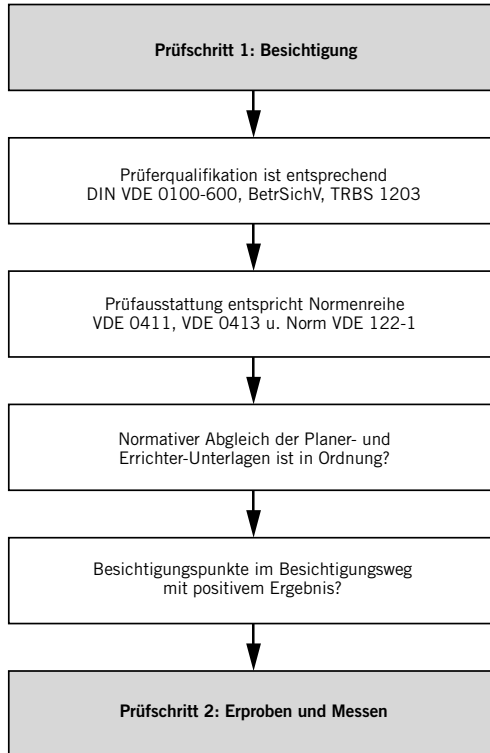 Prüfschritt 1: Besichtigung
Prüferqualifikation ist entsprechend
DIN VDE 0100-600, BetrSichV, TRBS 1203
Prüfausstattung entspricht Normenreihe
VDE 0411, VDE 0413 u. Norm VDE 122-1
Normativer Abgleich der Planer- und
Errichter-Unterlagen ist in Ordnung?
Besichtigungspunkte im Besichtigungsweg
mit positivem Ergebnis?
Prüfschritt 2: Erproben und Messen